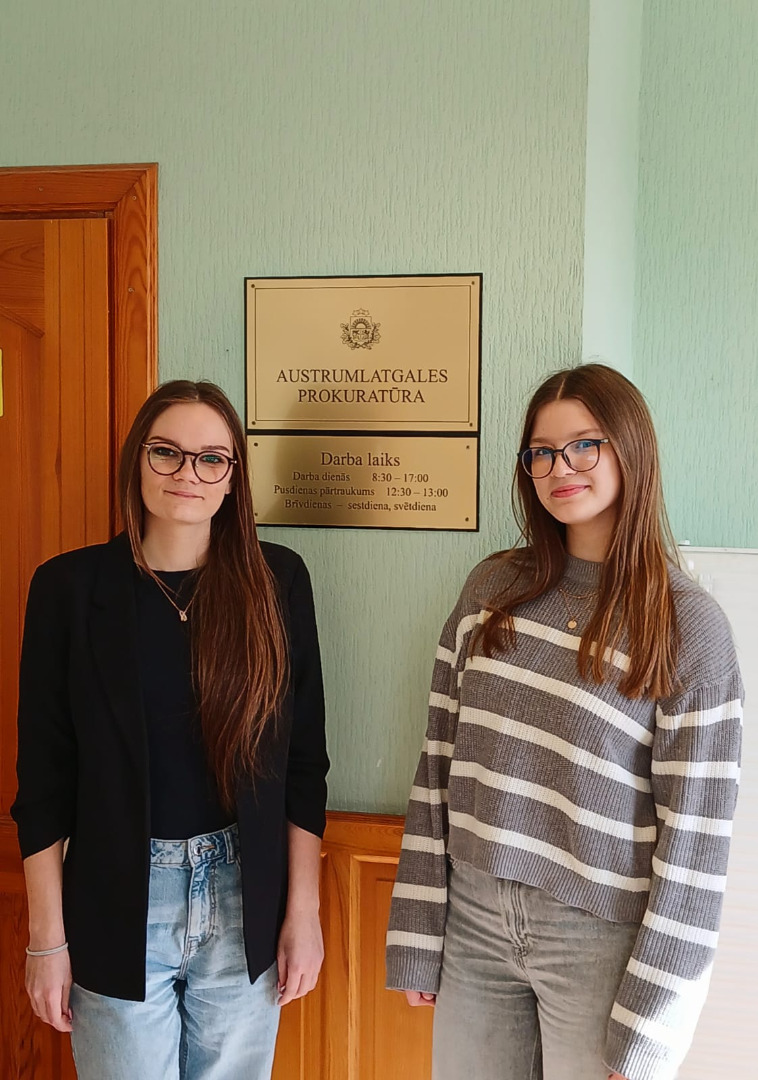 AUSTRUMLATGALES
PROKURATŪRA
Darba laiks
Darba dienās 8:30 – 17:00
Pusdienas pārtraukums 12:30 – 13:00
Brīvdienas – sestdiena, svētdiena